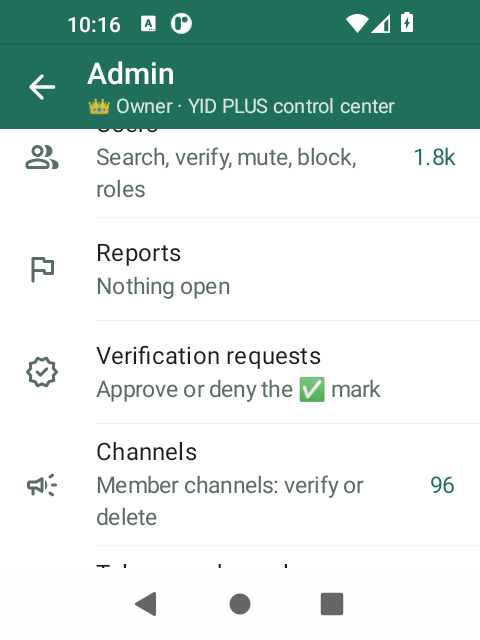 10:16
Admin
👑 Owner · YID PLUS control center
Users
Search, verify, mute, block, 1.8k
roles
Reports
Nothing open
Verification requests
Approve or deny the ✅ mark
Channels
Member channels: verify or 96
delete